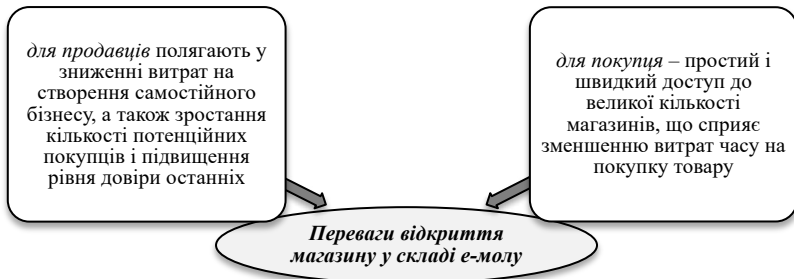 для продавців полягають у
зниженні витрат на
створення самостійного
бізнесу, а також зростання
кількості потенційних
покупців і підвищення
рівня довіри останніх
для покупця – простий і
швидкий доступ до
великої кількості
магазинів, що сприяє
зменшенню витрат часу на
покупку товару
Переваги відкриття
магазину у складі е-молу